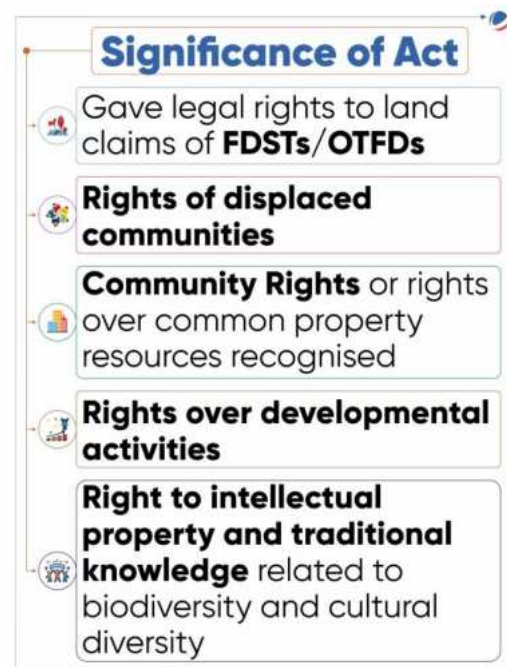 Significance of Act
Gave legal rights to land
claims of FDSTs/OTFDs
Rights of displaced
communities
Community Rights or rights
over common property
resources recognised
Rights over developmental
activities
Right to intellectual
property and traditional
knowledge related to
biodiversity and cultural
diversity